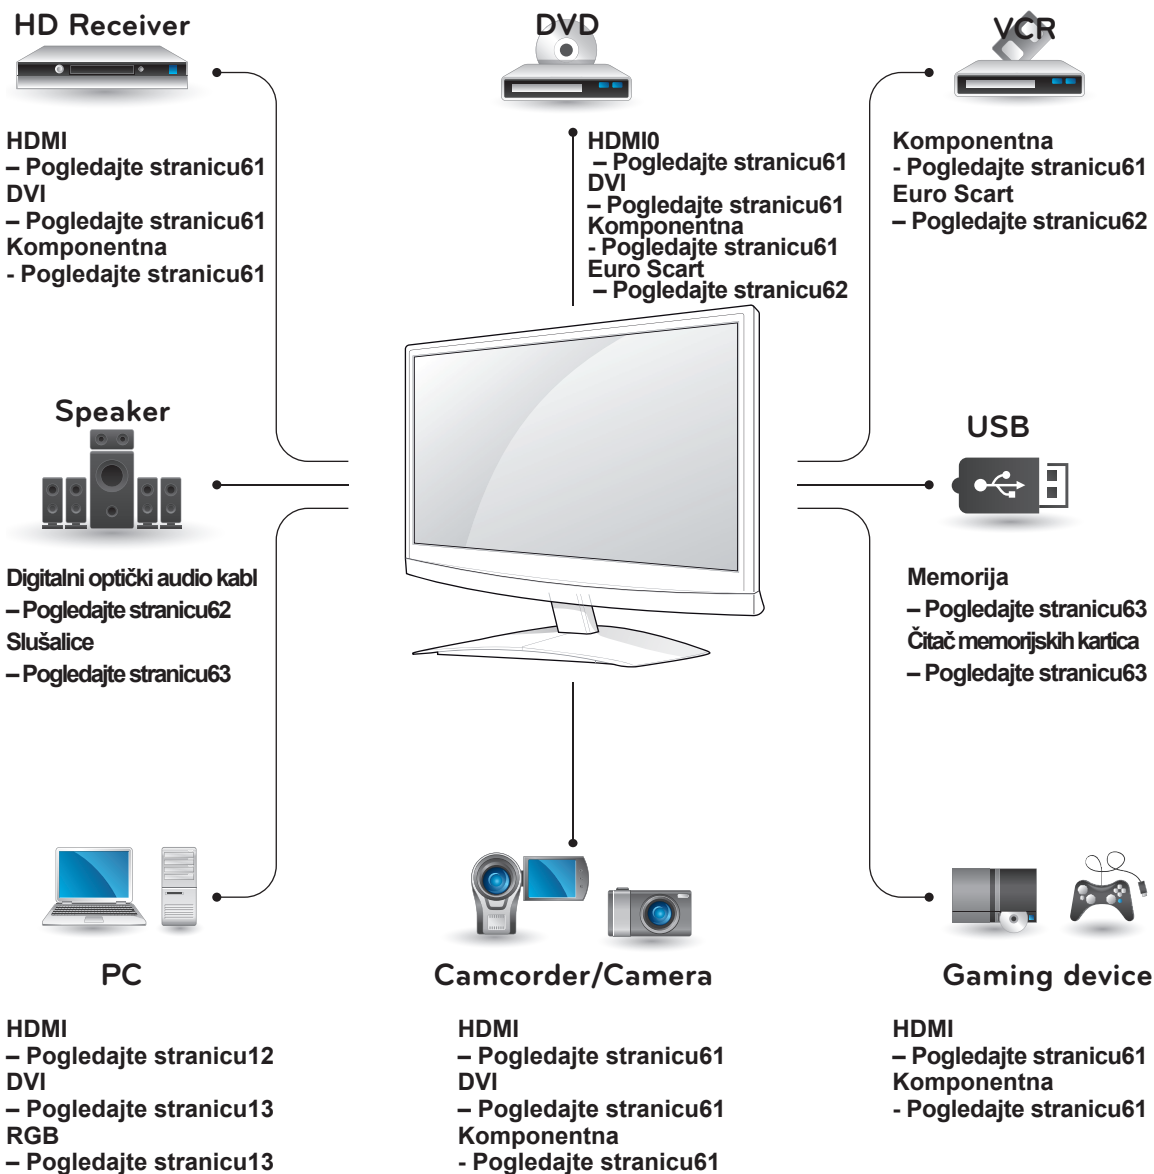 HD Receiver
HDMI
– Pogledajte stranicu61
DVI
– Pogledajte stranicu61
Komponentna
- Pogledajte stranicu61
DVD
HDMI0
– Pogledajte stranicu61
DVI
– Pogledajte stranicu61
Komponentna
- Pogledajte stranicu61
Euro Scart
– Pogledajte stranicu62
VCR
Komponentna
- Pogledajte stranicu61
Euro Scart
– Pogledajte stranicu62
Speaker
Digitalni optički audio kabl
– Pogledajte stranicu62
Slušalice
– Pogledajte stranicu63
USB
Memorija
– Pogledajte stranicu63
Čitač memorijskih kartica
– Pogledajte stranicu63
PC
HDMI
– Pogledajte stranicu12
DVI
– Pogledajte stranicu13
RGB
– Pogledajte stranicu13
Camcorder/Camera
HDMI
– Pogledajte stranicu61
DVI
– Pogledajte stranicu61
Komponentna
- Pogledajte stranicu61
Gaming device
HDMI
– Pogledajte stranicu61
Komponentna
- Pogledajte stranicu61